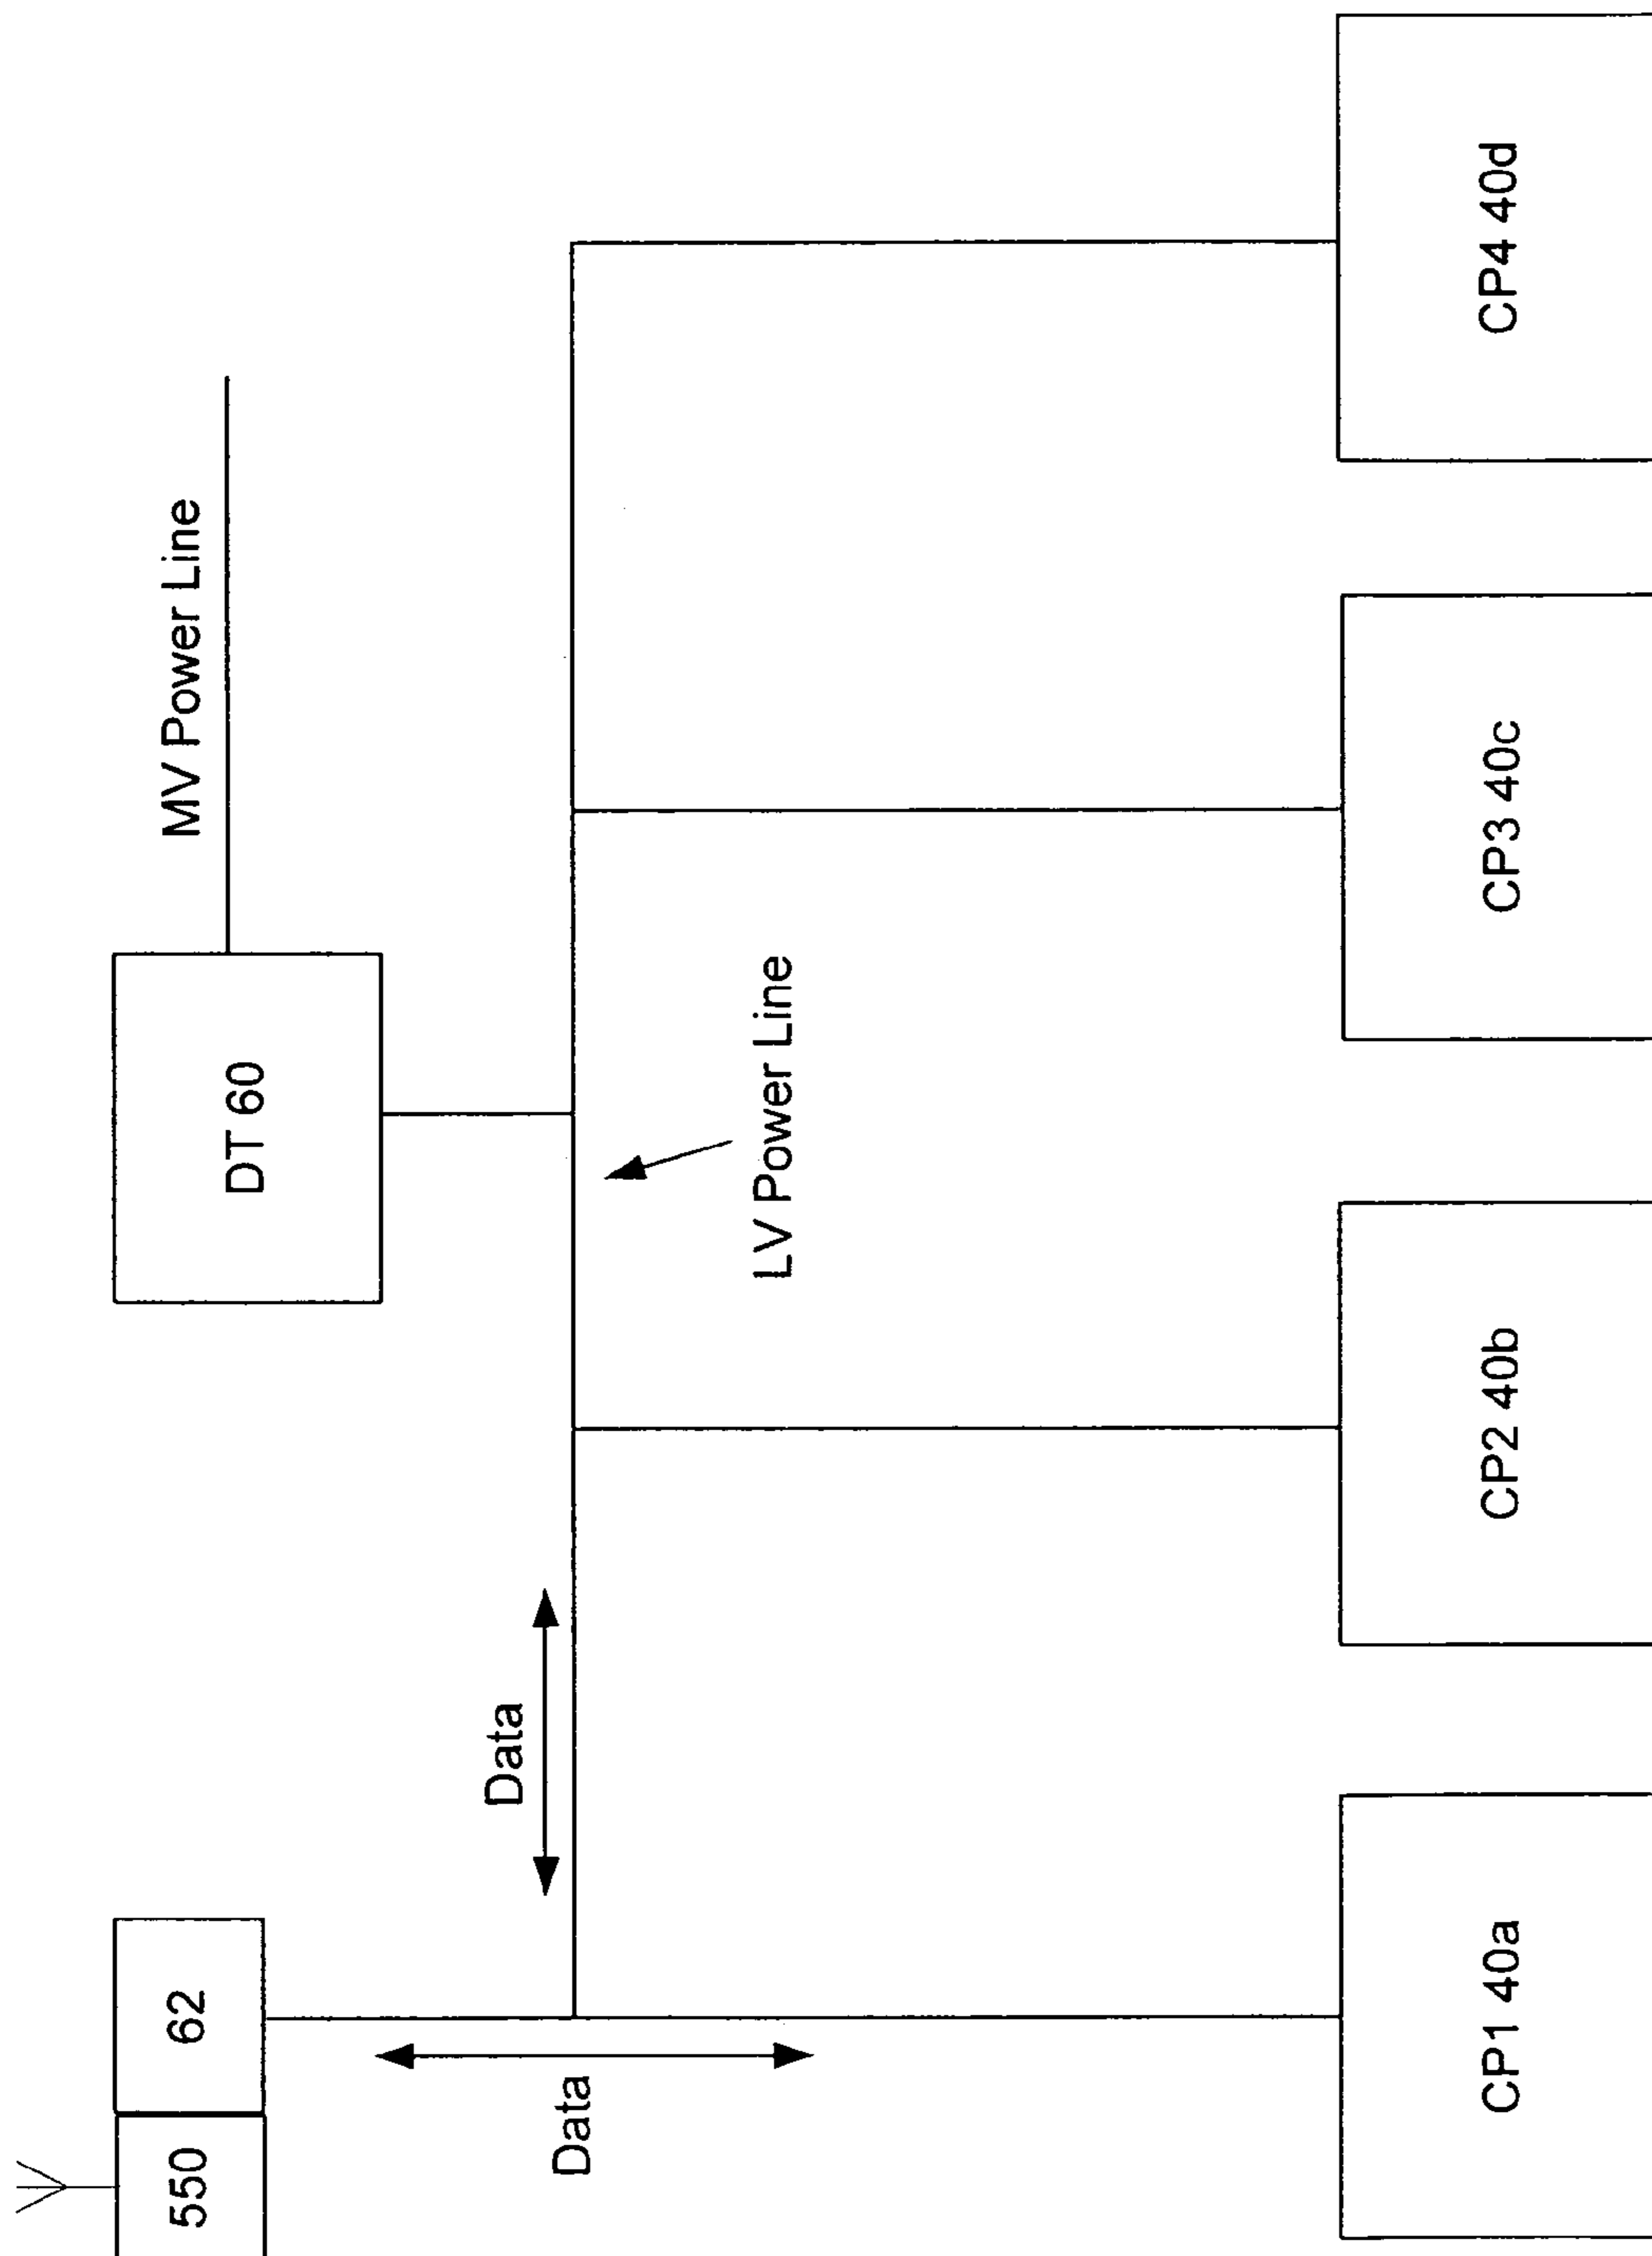 MV Power Line
DT 60
LV Power Line
Data
62
550
Data
CP1 40a
CP2 40b
CP3 40c
CP4 40d